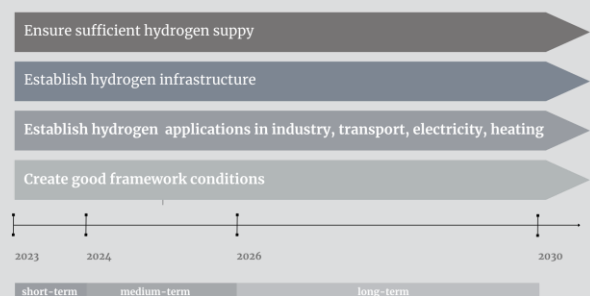 Ensure sufficient hydrogen suppy
Establish hydrogen infrastructure
Establish hydrogen applications in industry, transport, electricity, heating
Create good framework conditions
2023 2024 2026 2030
short-term medium-term long-term